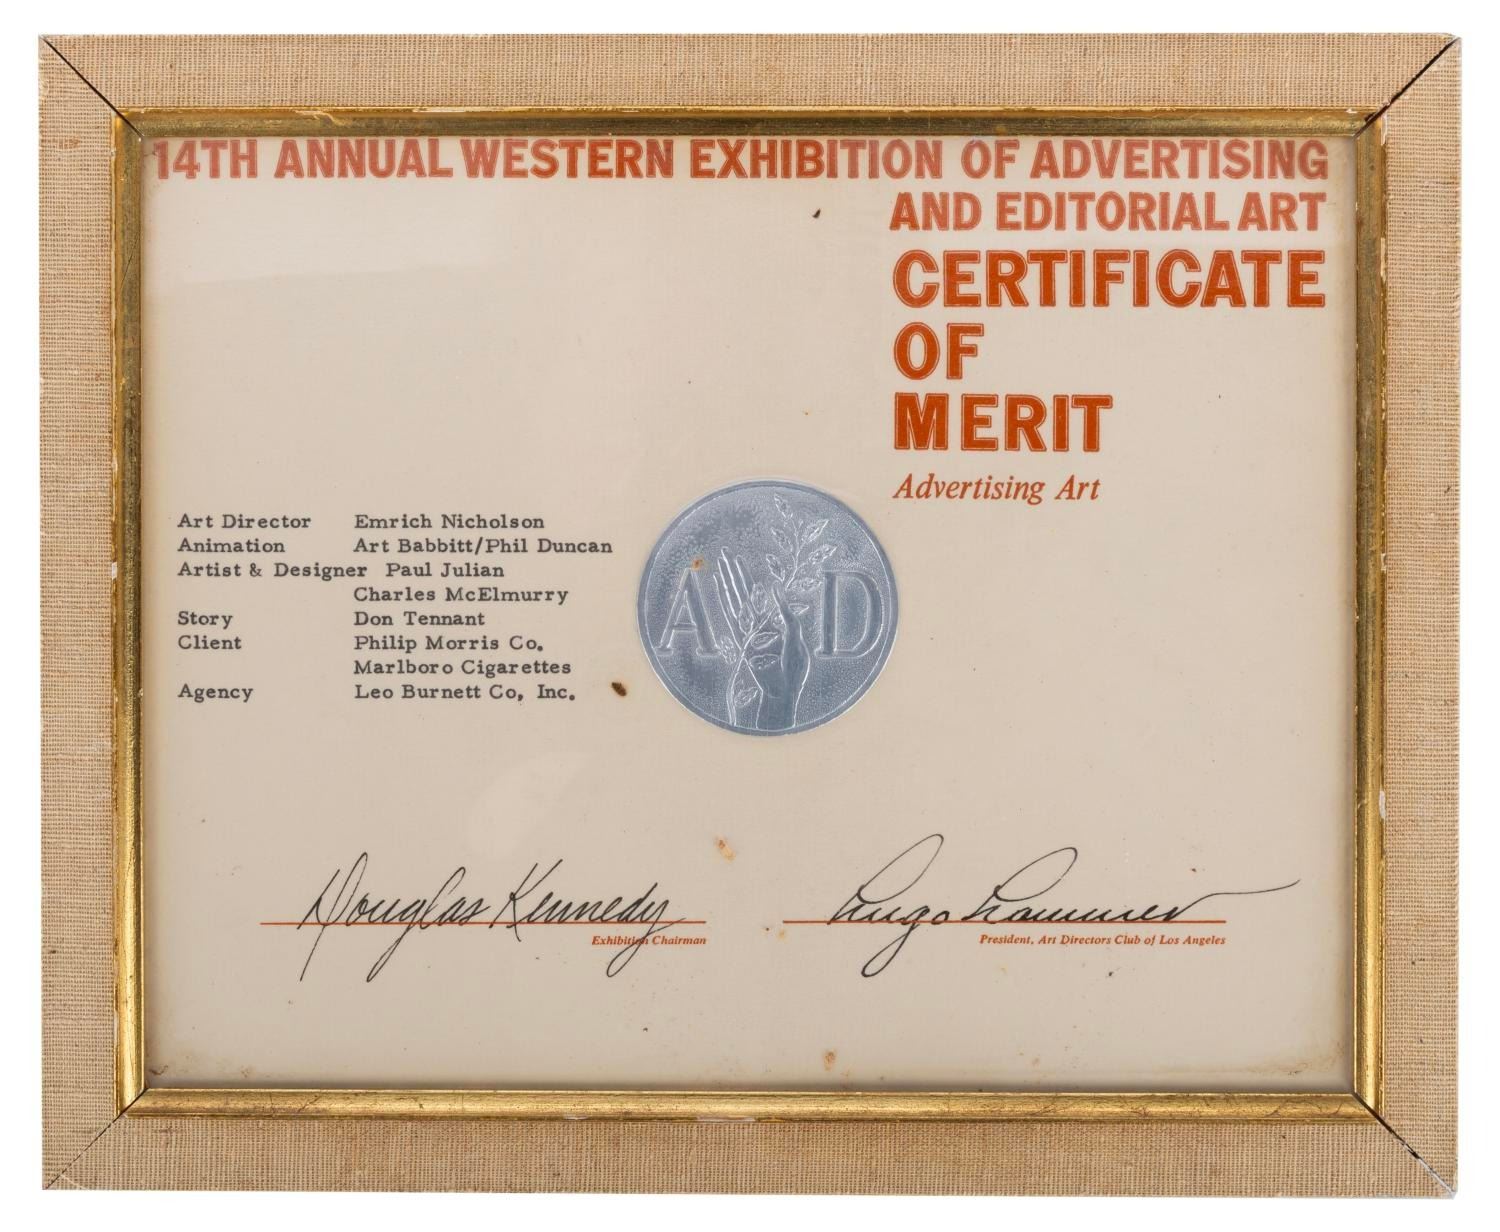 14TH ANNUAL WESTERN EXHIBITION OF ADVERTISING
AND EDITORIAL ART
CERTIFICATE
OF
MERIT
Advertising Art
Art Director Emrich Nicholson
Animation Art Babbitt/Phil Duncan
Artist & Designer Paul Julian
Charles McElmurry
Story Don Tennant
Client Philip Morris Co.
Marlboro Cigarettes
Agency Leo Burnett Co, Inc.
A D
Douglas Kennedy
Exhibition Chairman
Hugo
President, Art Directors Club of Los Angeles